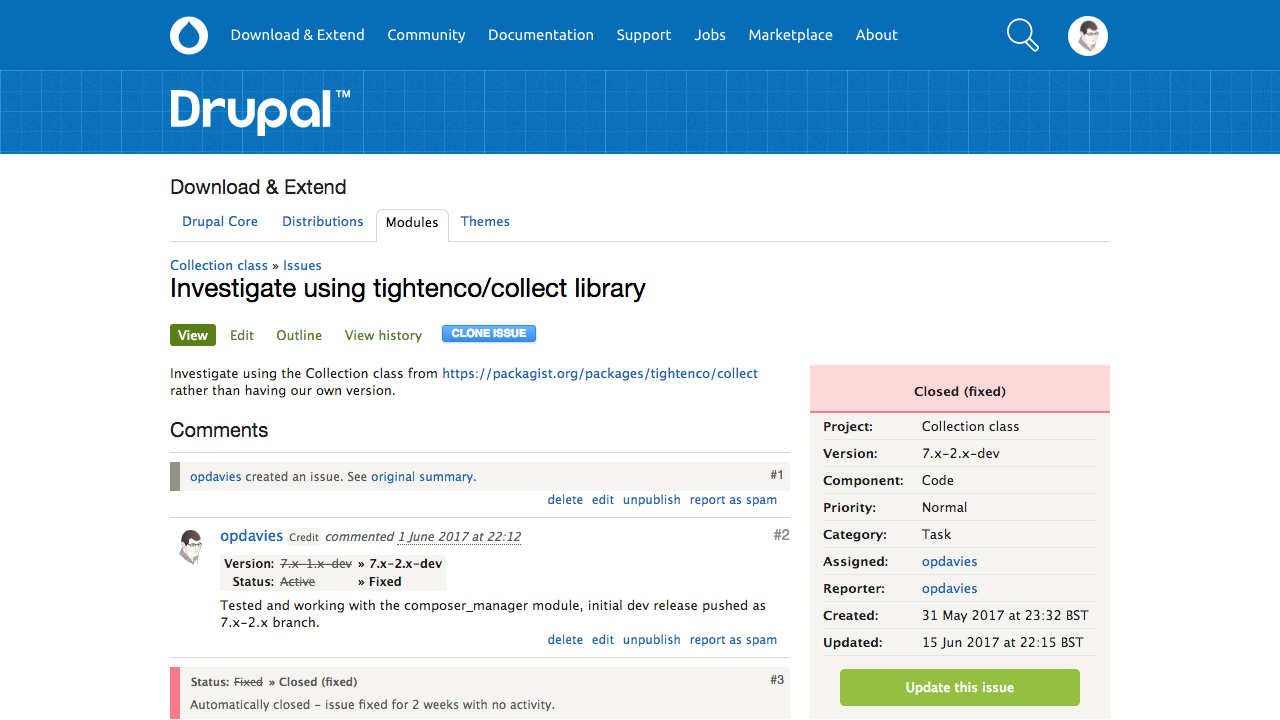 Download & Extend Community Documentation Support Jobs Marketplace About
Drupal™
Download & Extend
Drupal Core Distributions Modules Themes
Collection class » Issues
Investigate using tightenco/collect library
View Edit Outline View history CLONE ISSUE
Investigate using the Collection class from https://packagist.org/packages/tightenco/collect
rather than having our own version.
Comments
opdavies created an issue. See original summary. #1
delete edit unpublish report as spam
opdavies Credit commented 1 June 2017 at 22:12 #2
Version: 7.x-1.x-dev » 7.x-2.x-dev
Status: Active » Fixed
Tested and working with the composer_manager module, initial dev release pushed as
7.x-2.x branch.
delete edit unpublish report as spam
Status: Fixed » Closed (fixed) #3
Automatically closed - issue fixed for 2 weeks with no activity.
Closed (fixed)
Project: Collection class
Version: 7.x-2.x-dev
Component: Code
Priority: Normal
Category: Task
Assigned: opdavies
Reporter: opdavies
Created: 31 May 2017 at 23:32 BST
Updated: 15 Jun 2017 at 22:15 BST
Update this issue